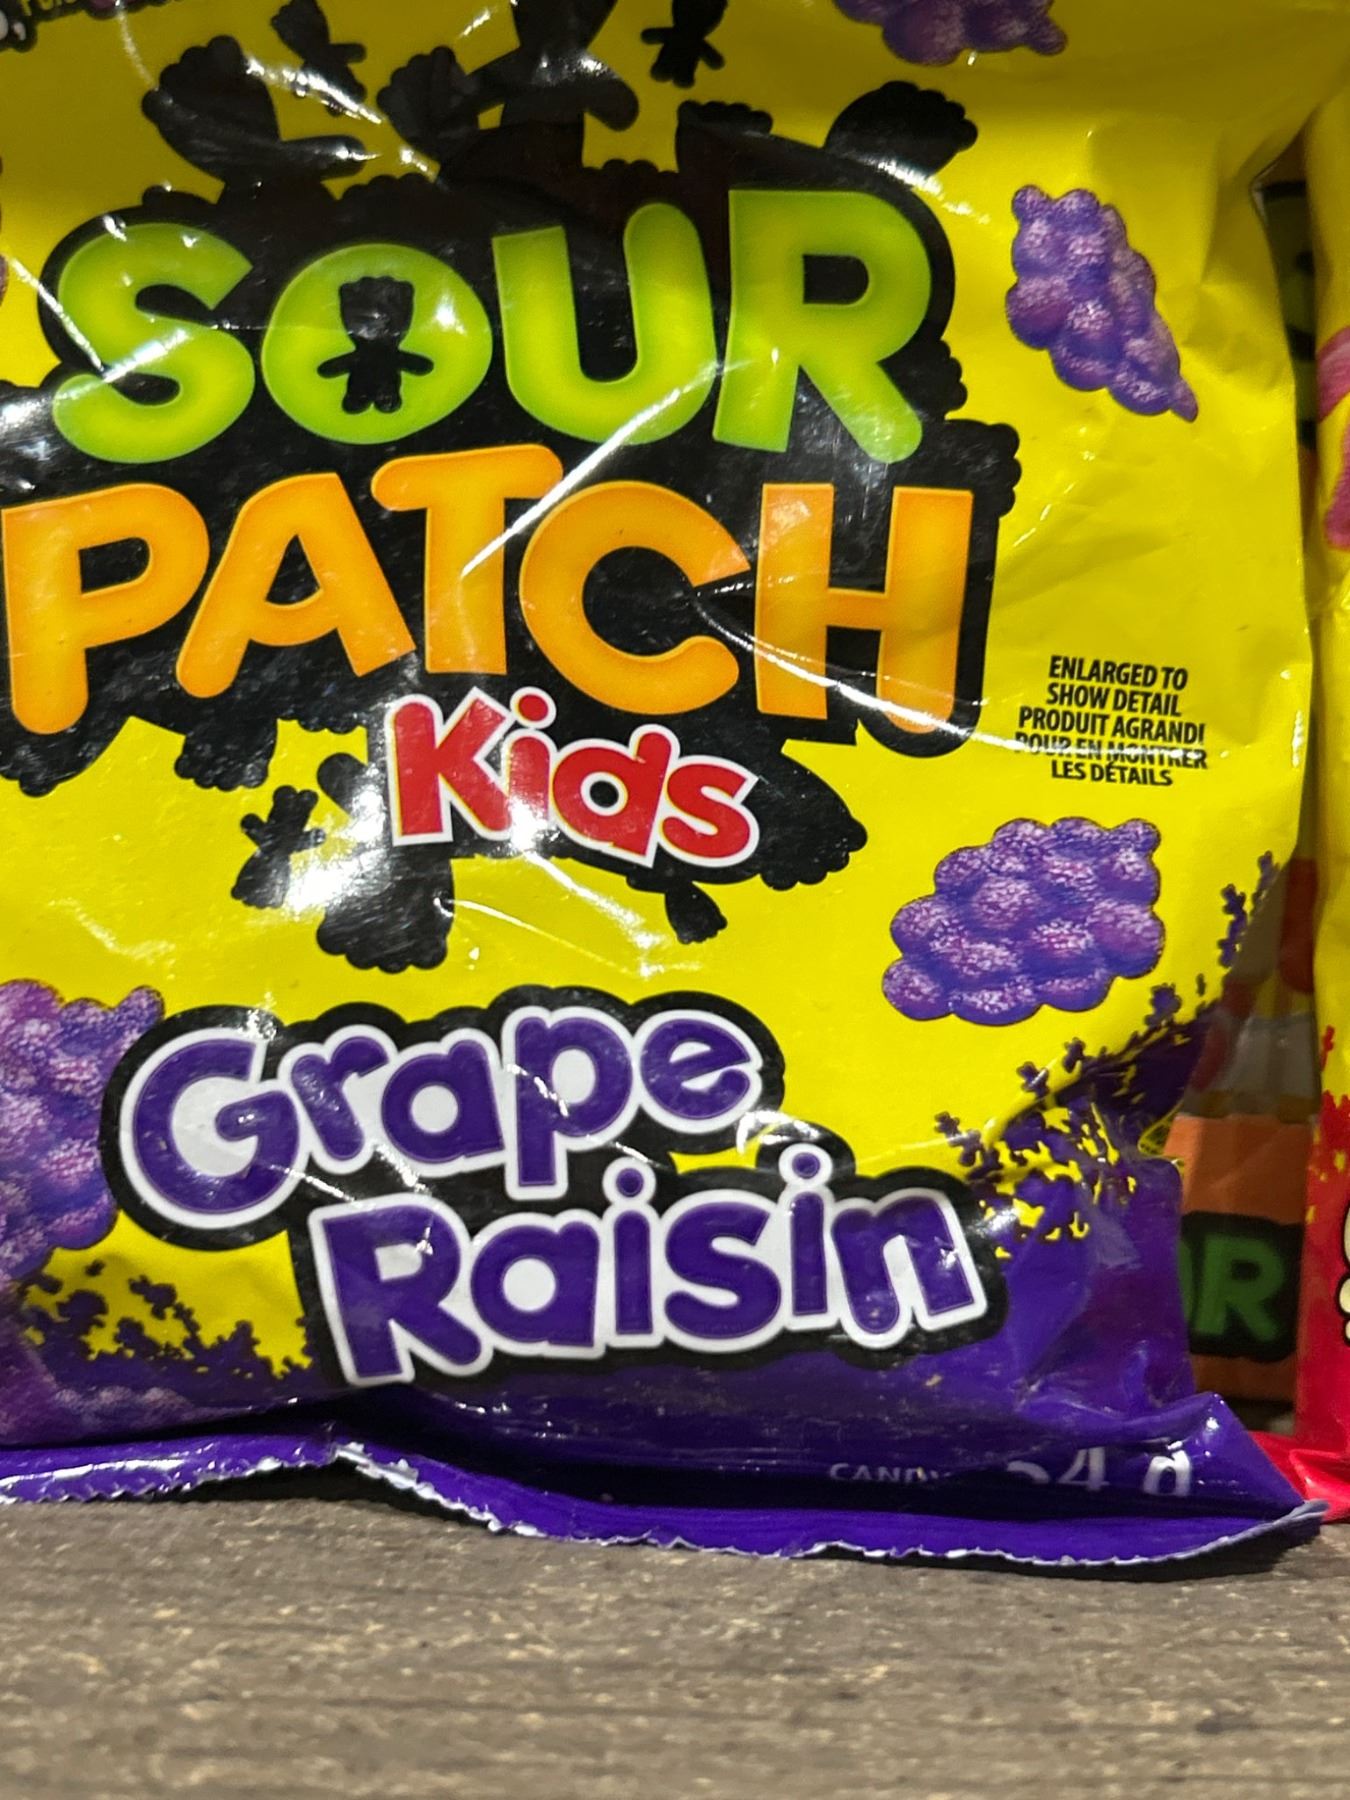 SOUR
PATCH
Kids
ENLARGED TO
SHOW DETAIL
PRODUIT AGRANDI
POUR EN MONTRER
LES DÉTAILS
Grape
Raisin